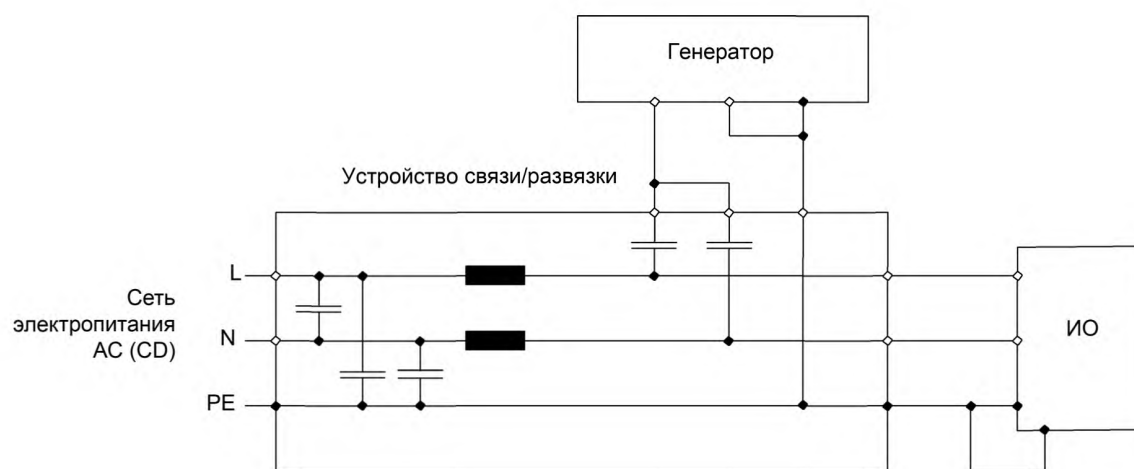 Генератор
Устройство связи/развязки
L
Сеть
электропитания
AC (CD)
N
ИО
PE